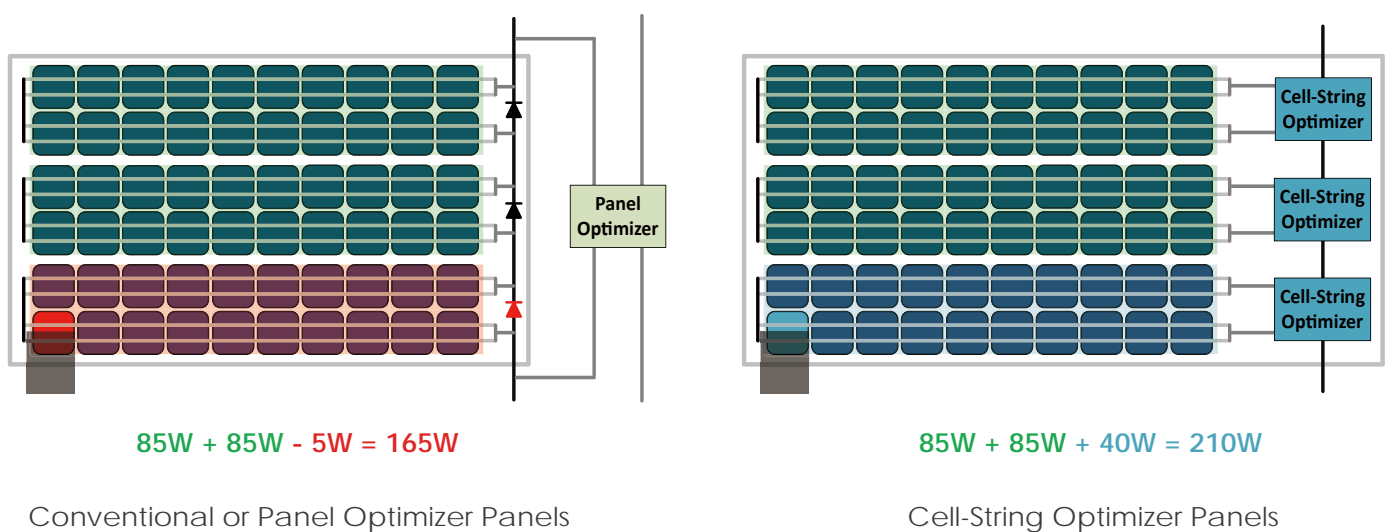 Cell-String
Optimizer
Panel
Optimizer
Cell-String
Optimizer
Cell-String
Optimizer
85W + 85W - 5W = 165W
85W + 85W + 40W = 210W
Conventional or Panel Optimizer Panels
Cell-String Optimizer Panels